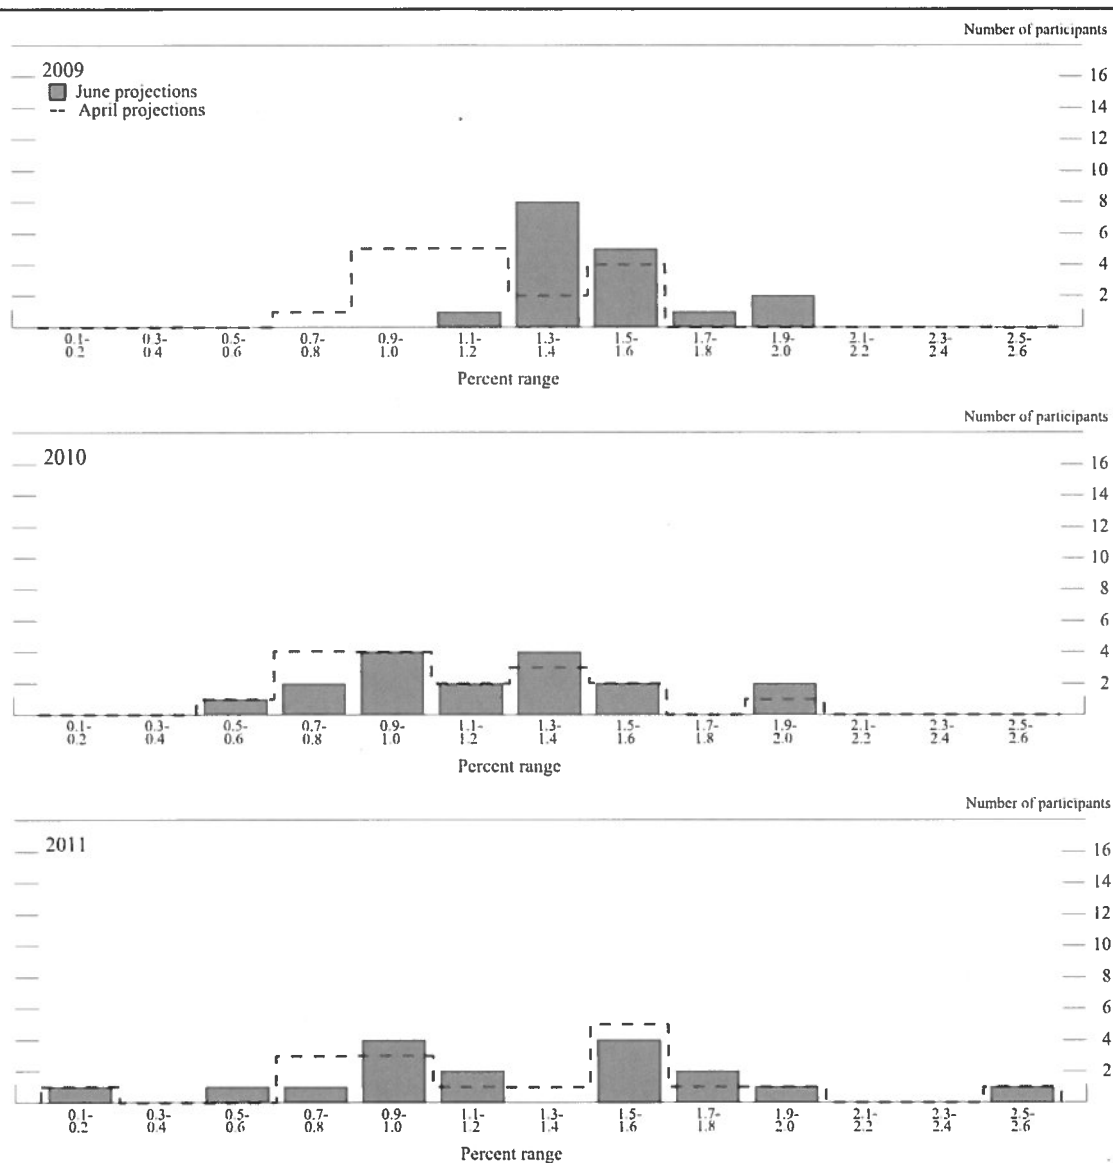 Number of participants
2009
June projections
April projections
16
14
12
10
8
6
4
2
0.1- 0.3- 0.5- 0.7- 0.9- 1.1- 1.3- 1.5- 1.7- 1.9- 2.1- 2.3- 2.5-
0.2 0.4 0.6 0.8 1.0 1.2 1.4 1.6 1.8 2.0 2.2 2.4 2.6
Percent range
Number of participants
2010
16
14
12
10
8
6
4
2
0.1- 0.3- 0.5- 0.7- 0.9- 1.1- 1.3- 1.5- 1.7- 1.9- 2.1- 2.3- 2.5-
0.2 0.4 0.6 0.8 1.0 1.2 1.4 1.6 1.8 2.0 2.2 2.4 2.6
Percent range
Number of participants
2011
16
14
12
10
8
6
4
2
0.1- 0.3- 0.5- 0.7- 0.9- 1.1- 1.3- 1.5- 1.7- 1.9- 2.1- 2.3- 2.5-
0.2 0.4 0.6 0.8 1.0 1.2 1.4 1.6 1.8 2.0 2.2 2.4 2.6
Percent range